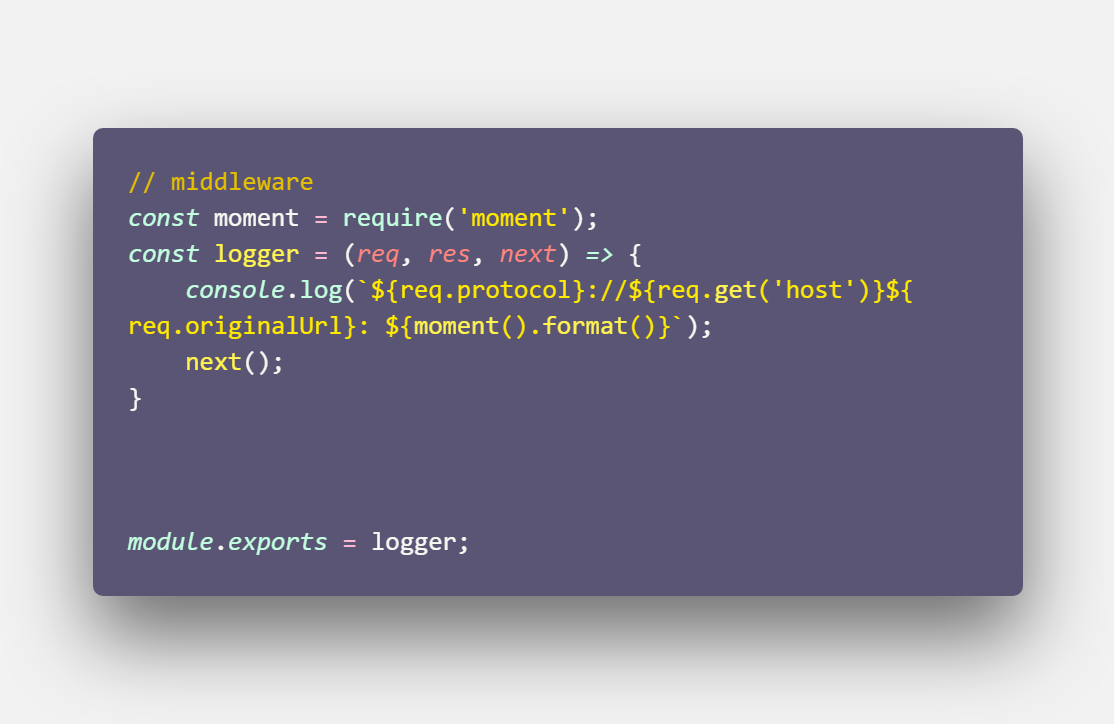 // middleware
const moment = require('moment');
const logger = (req, res, next) => {
    console.log(`${req.protocol}://${req.get('host')}${
req.originalUrl}: ${moment().format()}`);
    next();
}
module.exports = logger;